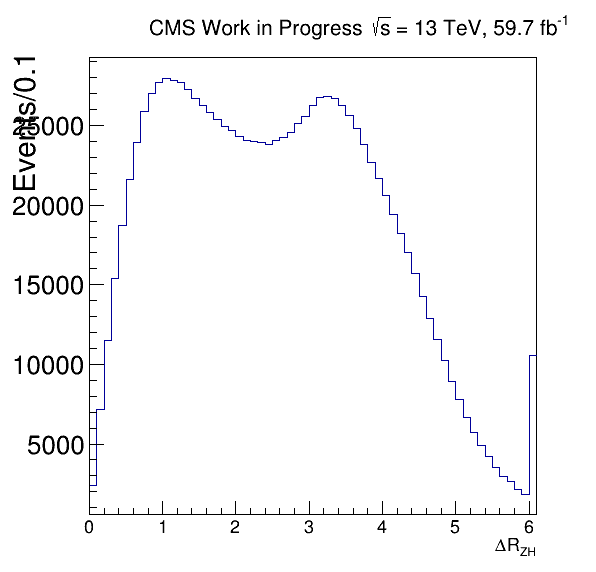 CMS Work in Progress √s = 13 TeV, 59.7 fb⁻¹
Events/0.1
25000
20000
15000
10000
5000
0 1 2 3 4 5 6
ΔR_ZH